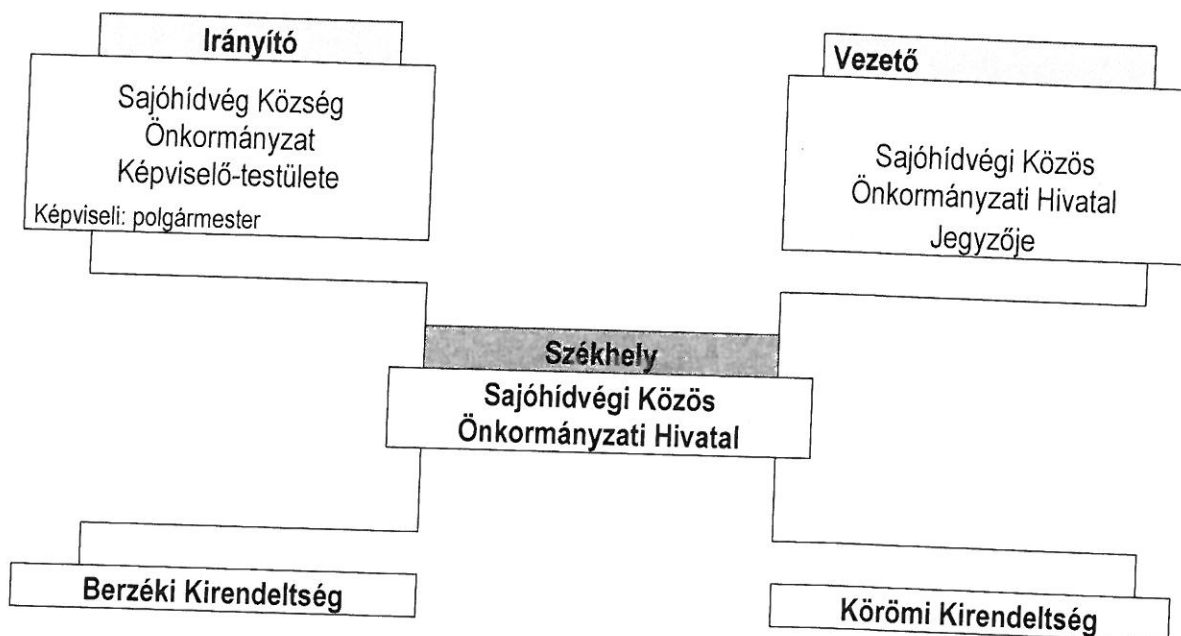 Irányító
Sajóhídvég Község
Önkormányzat
Képviselő-testülete
Képviseli: polgármester
Vezető
Sajóhídvégi Közös
Önkormányzati Hivatal
Jegyzője
Székhely
Sajóhídvégi Közös
Önkormányzati Hivatal
Berzéki Kirendeltség
Körömi Kirendeltség